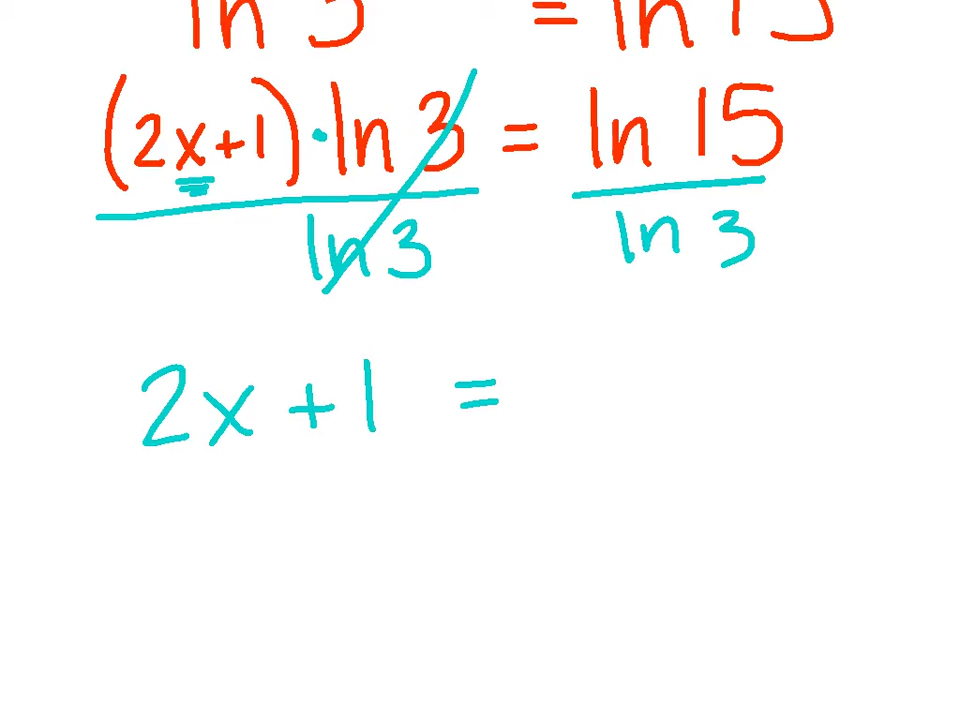 ln 3 = ln 15
(2x+1)·ln 3 = ln 15
ln 3 ln 3
2x + 1 =